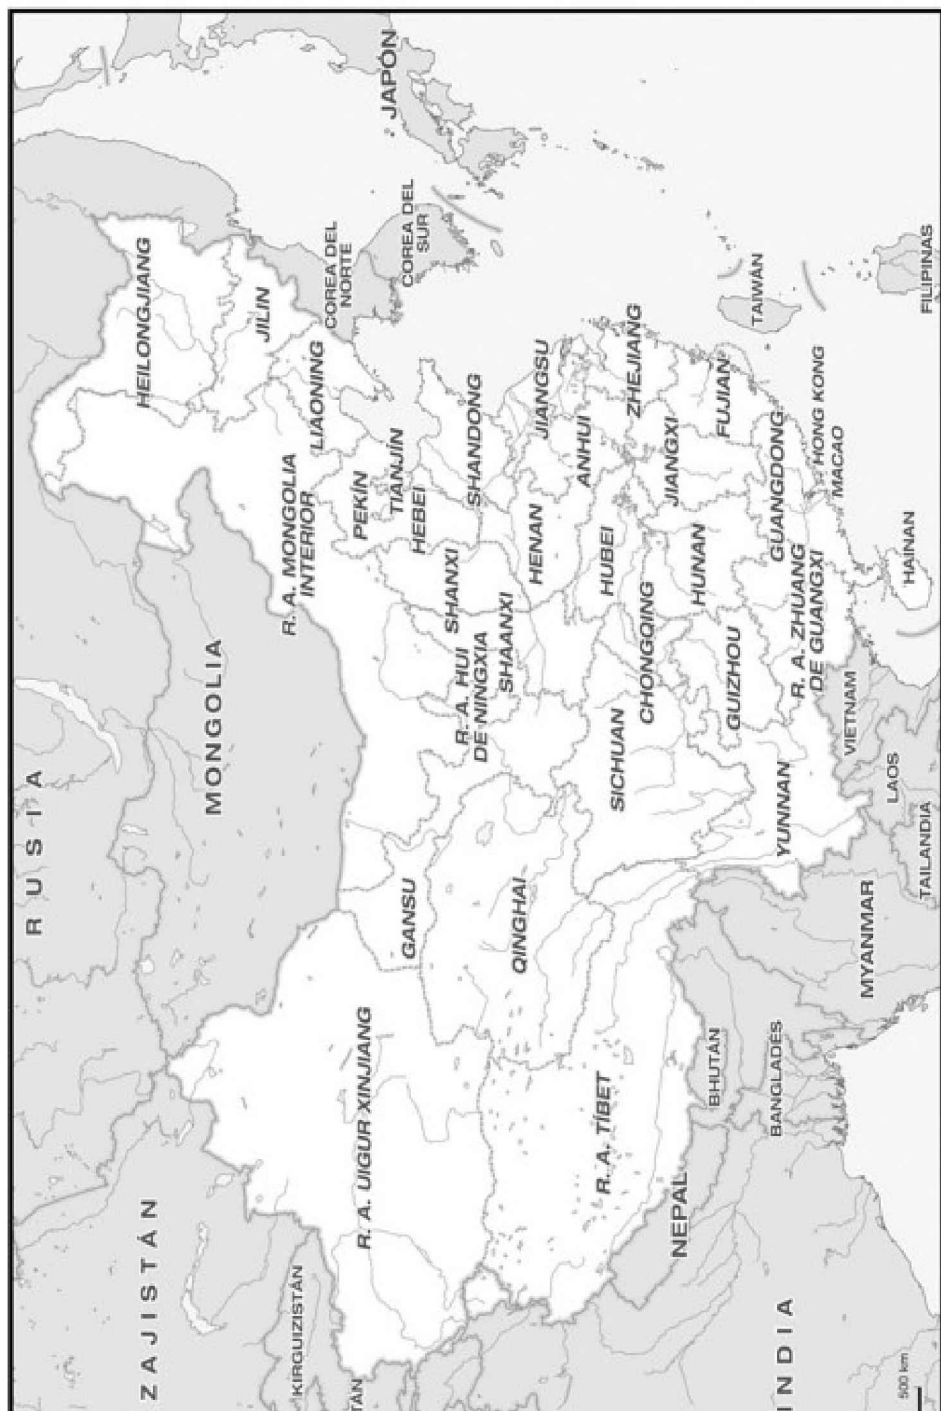 RUSIA
ZAJISTÁN
MONGOLIA
HEILONGJIANG
JILIN
LIAONING
COREA DEL
NORTE
COREA DEL
SUR
JAPÓN
KIRGUIZISTÁN
TÁN
R. A. UIGUR XINJIANG
GANSU
R. A. MONGOLIA
INTERIOR
PEKÍN
TIANJÍN
HEBEI
SHANXI
SHANDONG
R. A. HUI
DE NINGXIA
SHAANXI
QINGHAI
HENAN
JIANGSU
ANHUI
R. A. TÍBET
SICHUAN
HUBEI
CHONGQING
ZHEJIANG
JIANGXI
HUNAN
GUIZHOU
FUJIAN
TAIWÁN
NEPAL
BHUTÁN
BANGLADÉS
INDIA
YUNNAN
R. A. ZHUANG
DE GUANGXI
GUANGDONG
HONG KONG
MACAO
VIETNAM
LAOS
MYANMAR
TAILANDIA
HAINAN
FILIPINAS
500 km